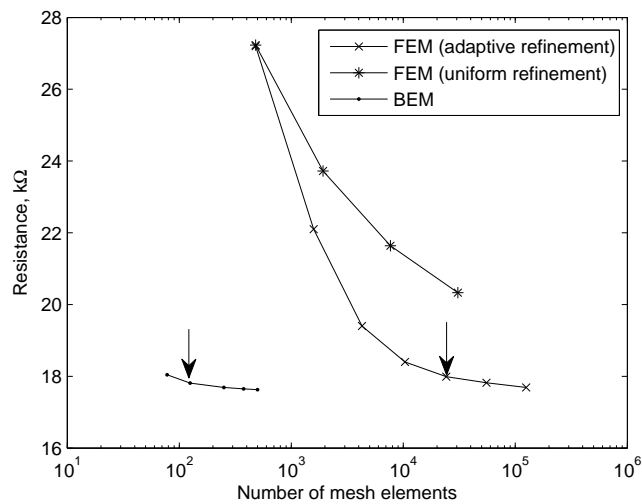 28
26
24
22
20
18
16
Resistance, kΩ
FEM (adaptive refinement)
FEM (uniform refinement)
BEM
10^1 10^2 10^3 10^4 10^5 10^6
Number of mesh elements